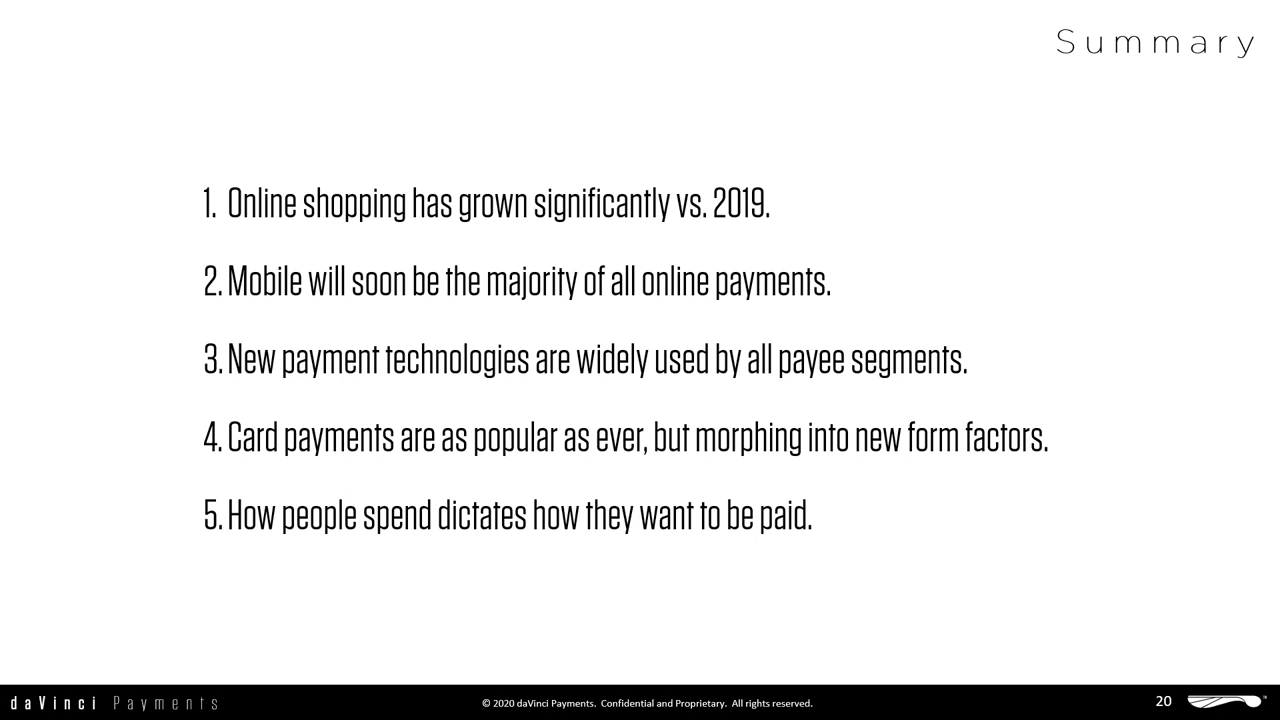 Summary
1. Online shopping has grown significantly vs. 2019.
2. Mobile will soon be the majority of all online payments.
3. New payment technologies are widely used by all payee segments.
4. Card payments are as popular as ever, but morphing into new form factors.
5. How people spend dictates how they want to be paid.
daVinci Payments
© 2020 daVinci Payments. Confidential and Proprietary. All rights reserved.
20
™